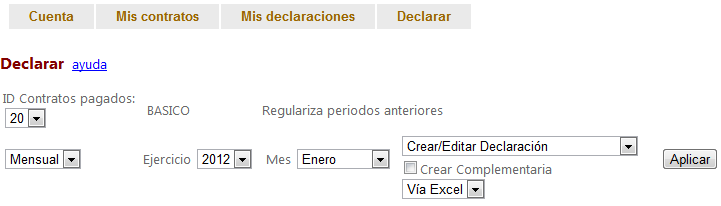 Cuenta Mis contratos Mis declaraciones Declarar
Declarar ayuda
ID Contratos pagados:
20 BASICO Regulariza periodos anteriores
Mensual Ejercicio 2012 Mes Enero Crear/Editar Declaración Aplicar
Crear Complementaria
Vía Excel